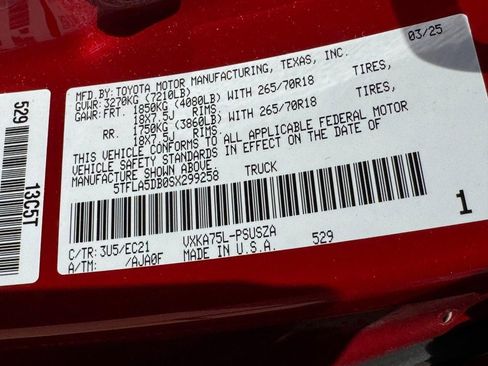 MFD.BY:TOYOTA MOTOR MANUFACTURING, TEXAS, INC. 03/25
GVWR: 3270KG (7210LB)
GAWR: FRT. 1850KG (4080LB) WITH 265/70R18 TIRES,
18X7.5J RIMS.
RR. 1750KG (3860LB) WITH 265/70R18 TIRES,
18X7.5J RIMS.
THIS VEHICLE CONFORMS TO ALL APPLICABLE FEDERAL MOTOR
VEHICLE SAFETY STANDARDS IN EFFECT ON THE DATE OF
MANUFACTURE SHOWN ABOVE.
5TFLA5DB0SX299258 TRUCK
C/TR: 3U5/EC21 VXKA75L-PSUSZA 1
A/TM: /AJA0F MADE IN U.S.A. 529
529 13C5T